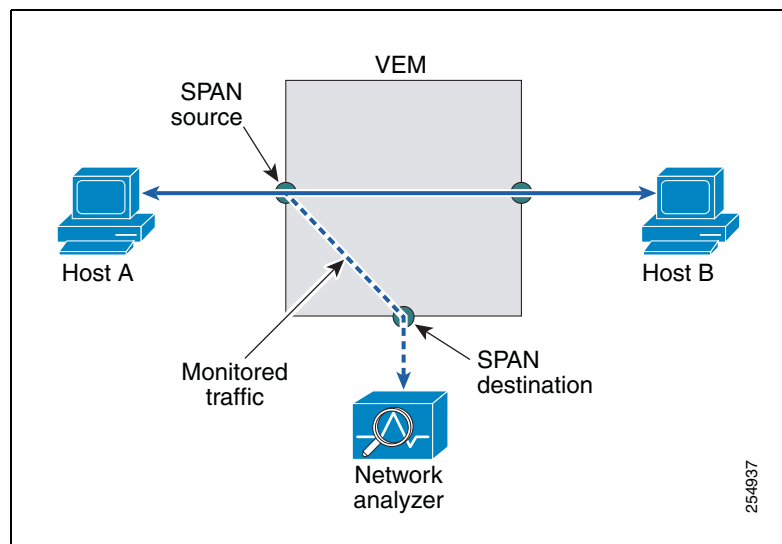 VEM
SPAN
source
Host A
Host B
Monitored
traffic
SPAN
destination
Network
analyzer
254937